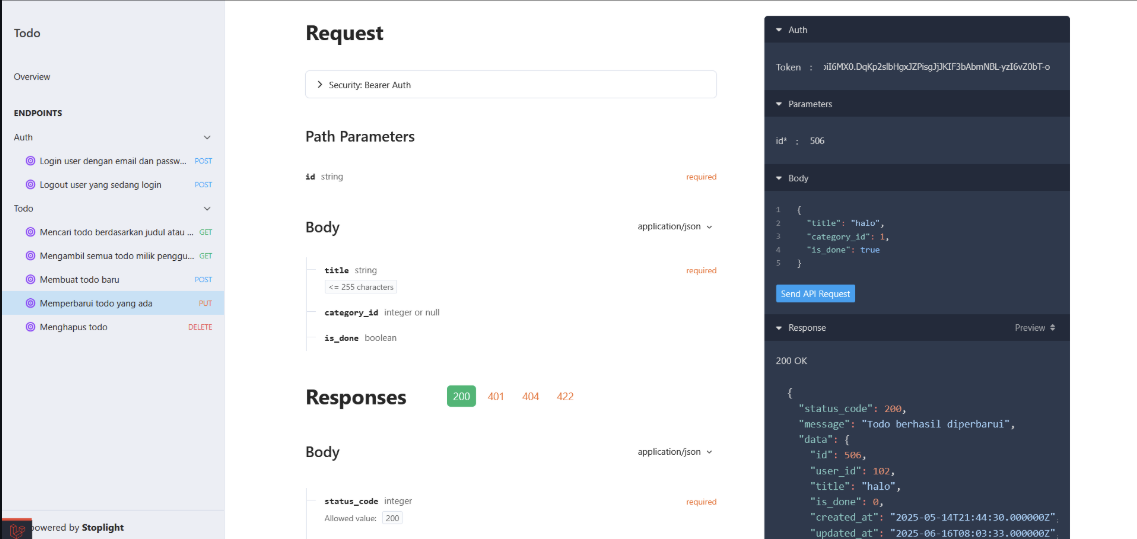 Todo
Overview
ENDPOINTS
Auth
Login user dengan email dan passw... POST
Logout user yang sedang login POST
Todo
Mencari todo berdasarkan judul atau ... GET
Mengambil semua todo milik penggu... GET
Membuat todo baru POST
Memperbarui todo yang ada PUT
Menghapus todo DELETE
powered by Stoplight
Request
Security: Bearer Auth
Path Parameters
id string required
Body application/json
title string required
<= 255 characters
category_id integer or null
is_done boolean
Responses 200 401 404 422
Body application/json
status_code integer required
Allowed value: 200
Auth
Token :
Parameters
id* : 506
Body
1 {
2 "title": "halo",
3 "category_id": 1,
4 "is_done": true
5 }
Send API Request
Response Preview
200 OK
{
"status_code": 200,
"message": "Todo berhasil diperbarui",
"data": {
"id": 506,
"user_id": 102,
"title": "halo",
"is_done": 0,
"created_at": "2025-05-14T21:44:30.000000Z",
"updated_at": "2025-06-16T08:03:33.000000Z",